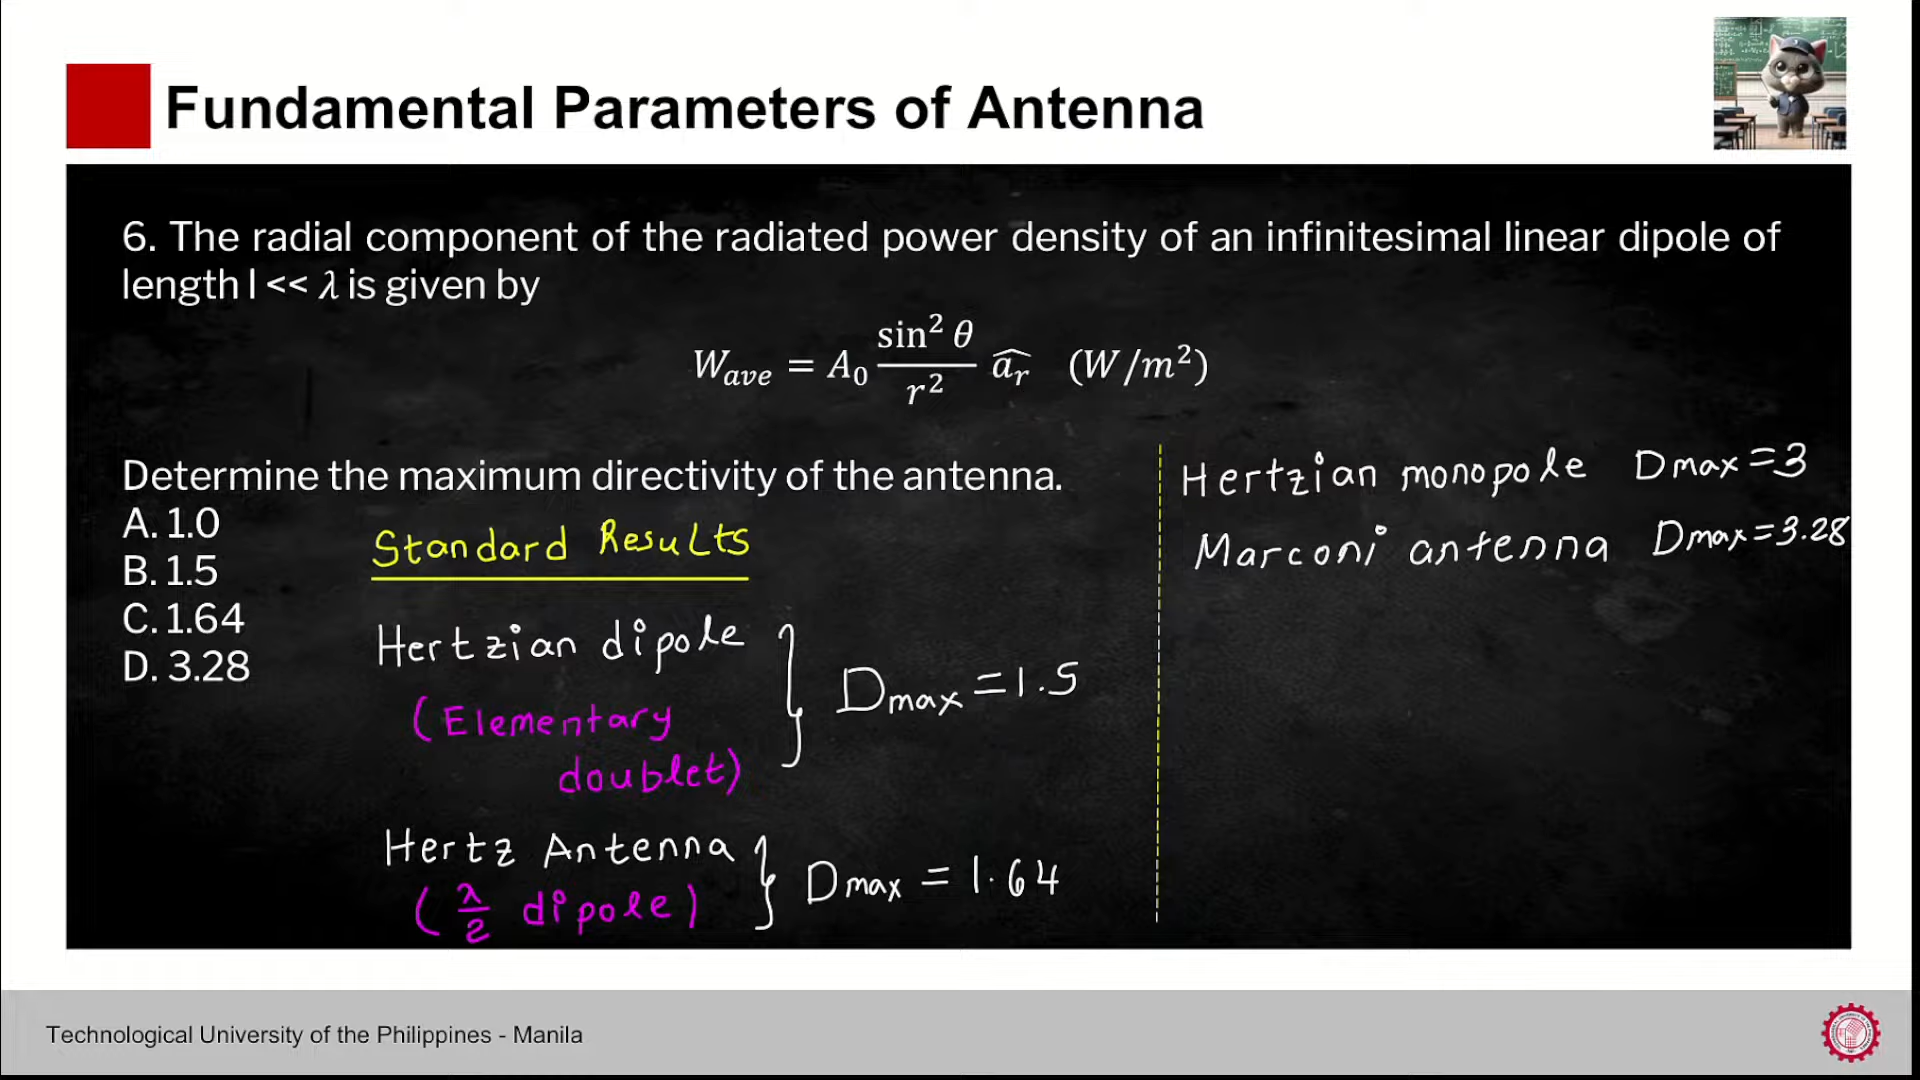 Fundamental Parameters of Antenna
6. The radial component of the radiated power density of an infinitesimal linear dipole of
length l << λ is given by
W_ave = A_0 sin² θ / r² â_r (W/m²)
Determine the maximum directivity of the antenna.
A. 1.0
B. 1.5
C. 1.64
D. 3.28
Standard Results
Hertzian dipole
(Elementary
doublet)
} Dmax = 1.5
Hertz Antenna
(λ/2 dipole)
} Dmax = 1.64
Hertzian monopole Dmax = 3
Marconi antenna Dmax = 3.28
Technological University of the Philippines - Manila